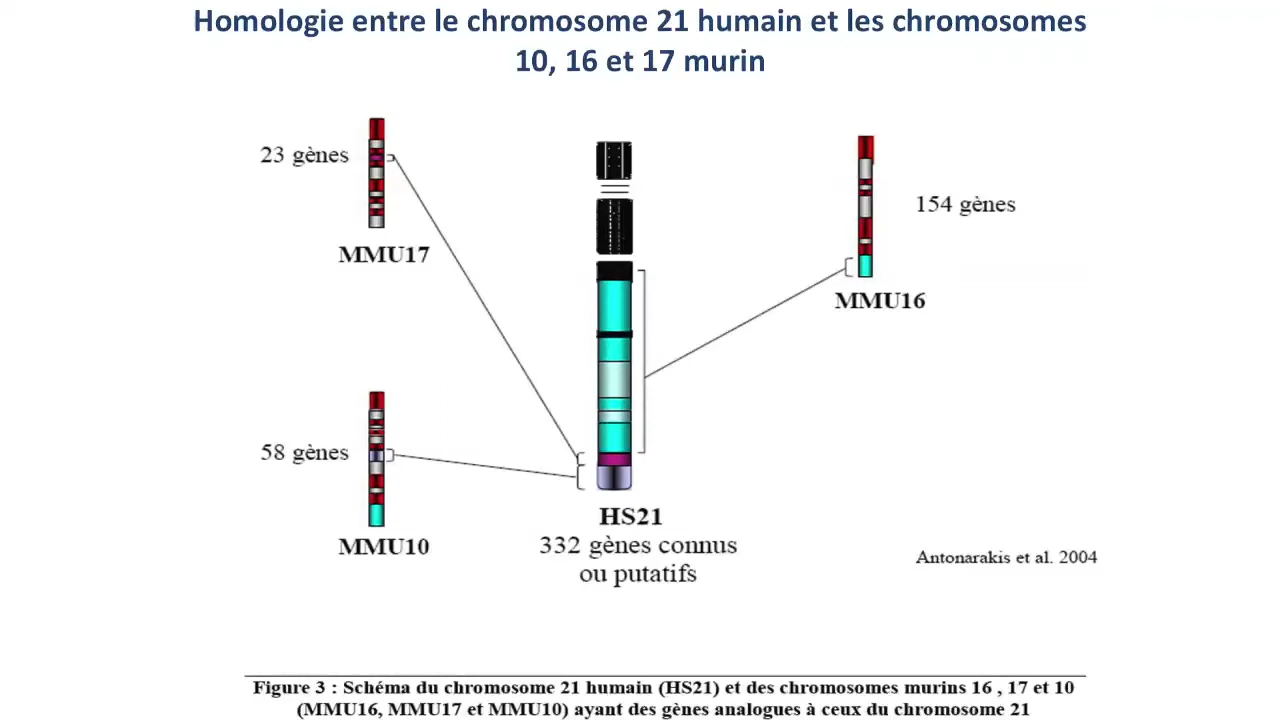 Homologie entre le chromosome 21 humain et les chromosomes
10, 16 et 17 murin
23 gènes
MMU17
154 gènes
MMU16
58 gènes
MMU10
HS21
332 gènes connus
ou putatifs
Antonarakis et al. 2004
Figure 3 : Schéma du chromosome 21 humain (HS21) et des chromosomes murins 16 , 17 et 10
(MMU16, MMU17 et MMU10) ayant des gènes analogues à ceux du chromosome 21